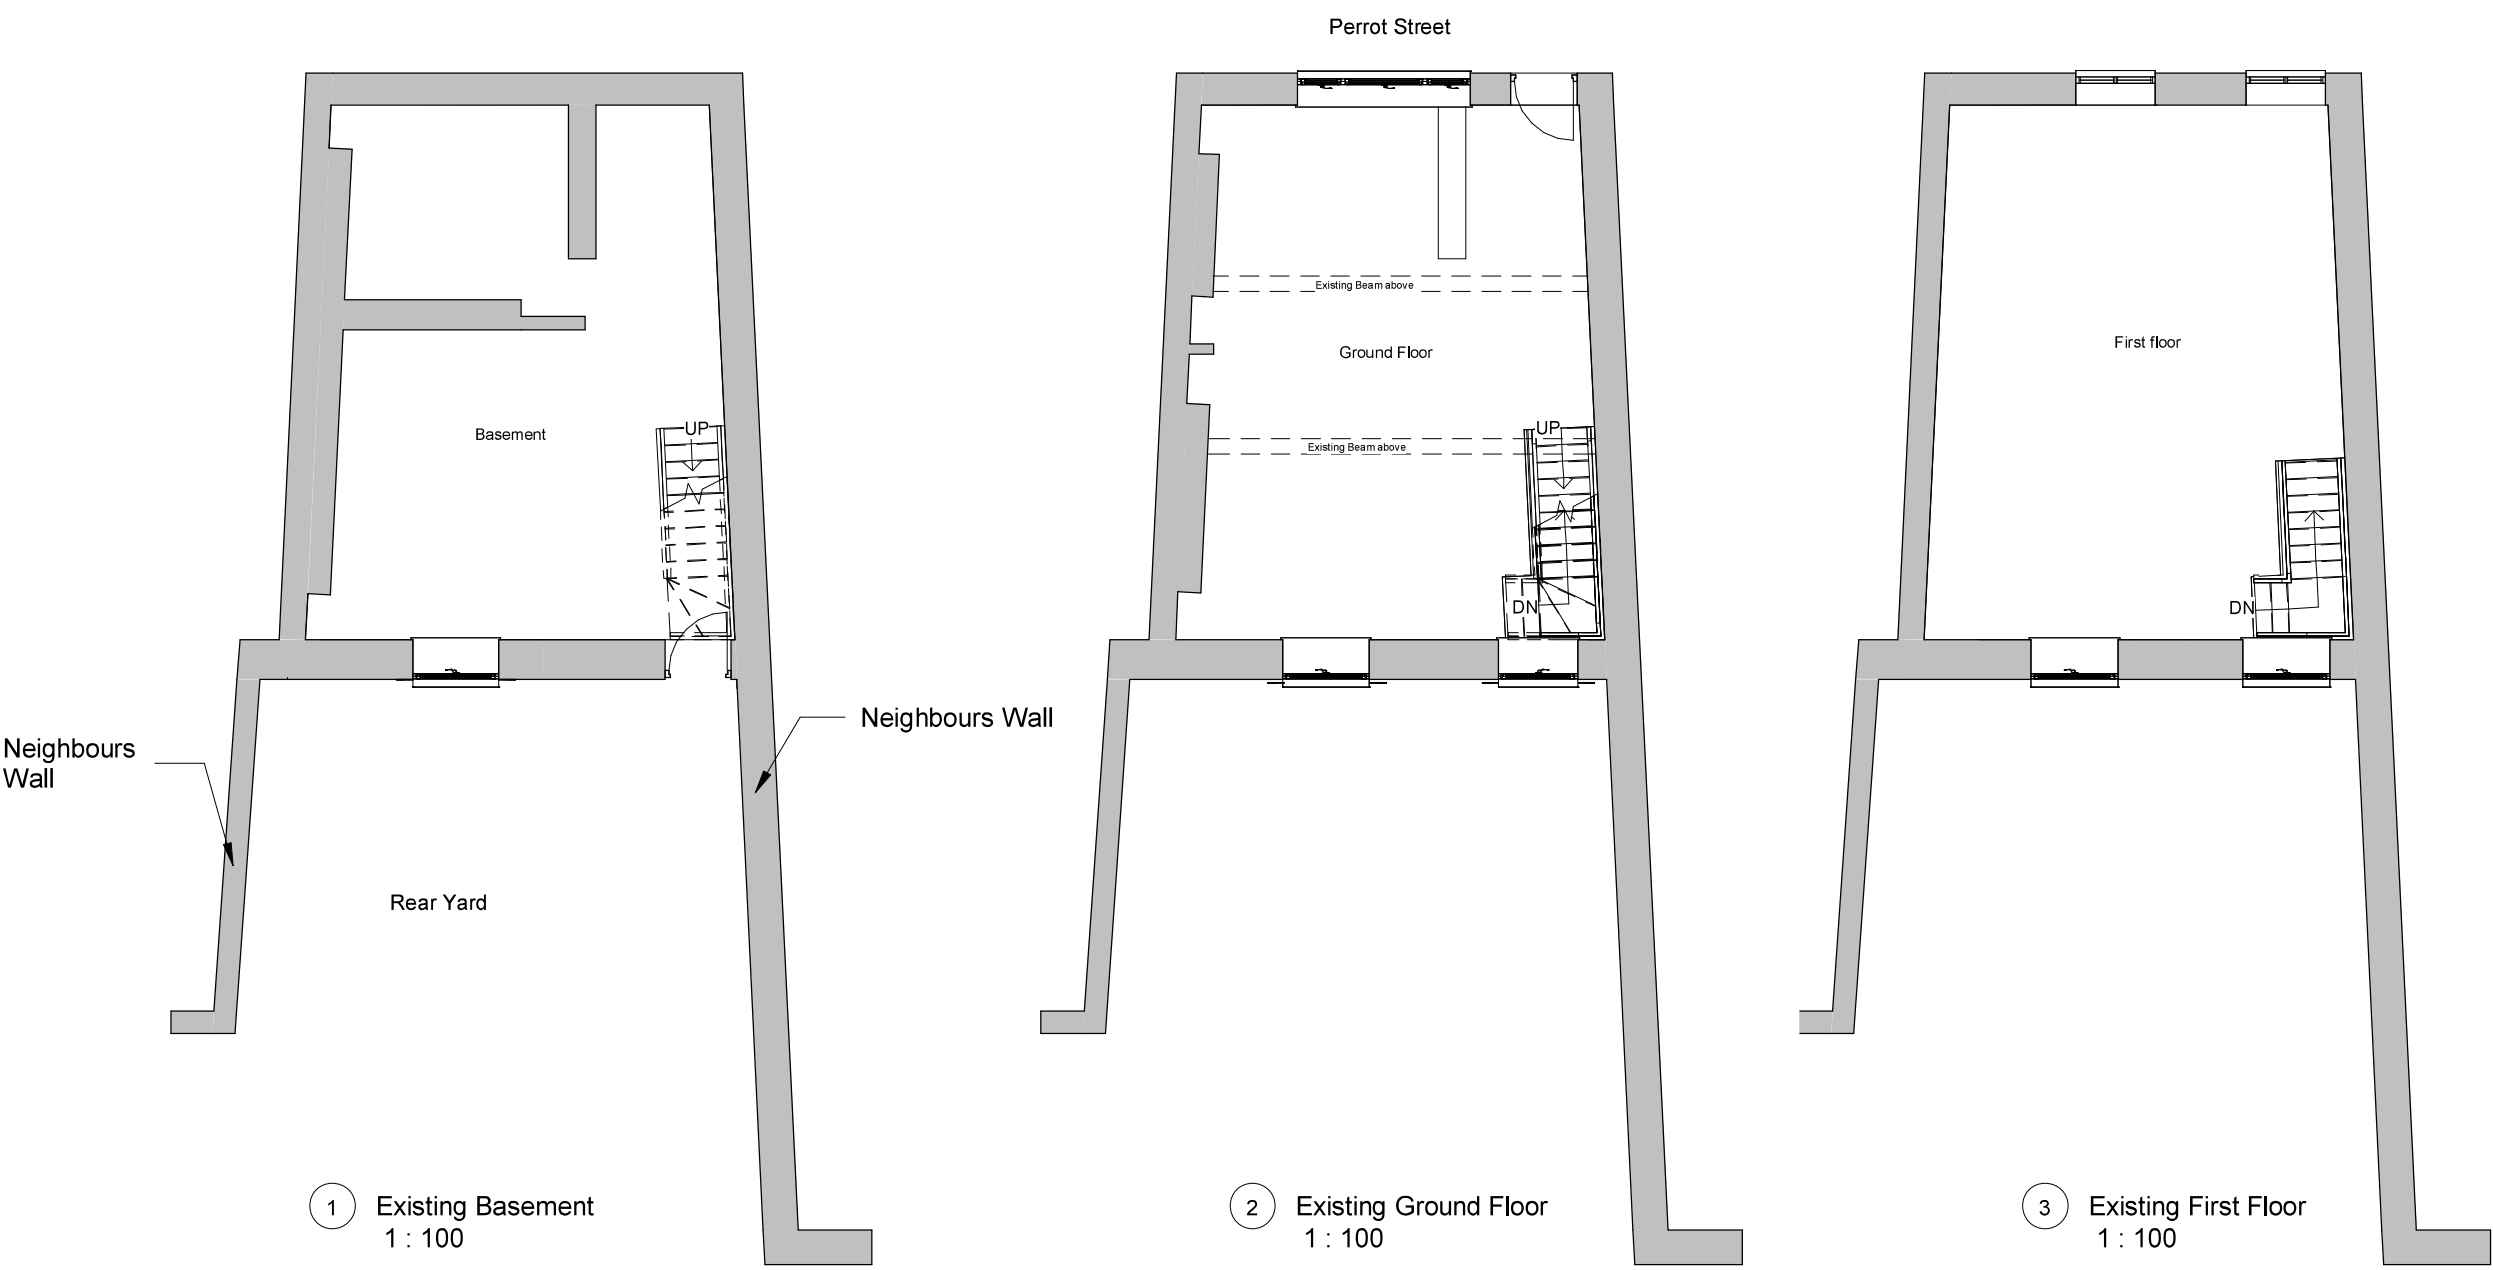 Perrot Street
UP
Basement
Neighbours Wall
Neighbours
Wall
Rear Yard
1
Existing Basement
1 : 100
Existing Beam above
Ground Floor
UP
Existing Beam above
DN
2
Existing Ground Floor
1 : 100
First floor
DN
3
Existing First Floor
1 : 100